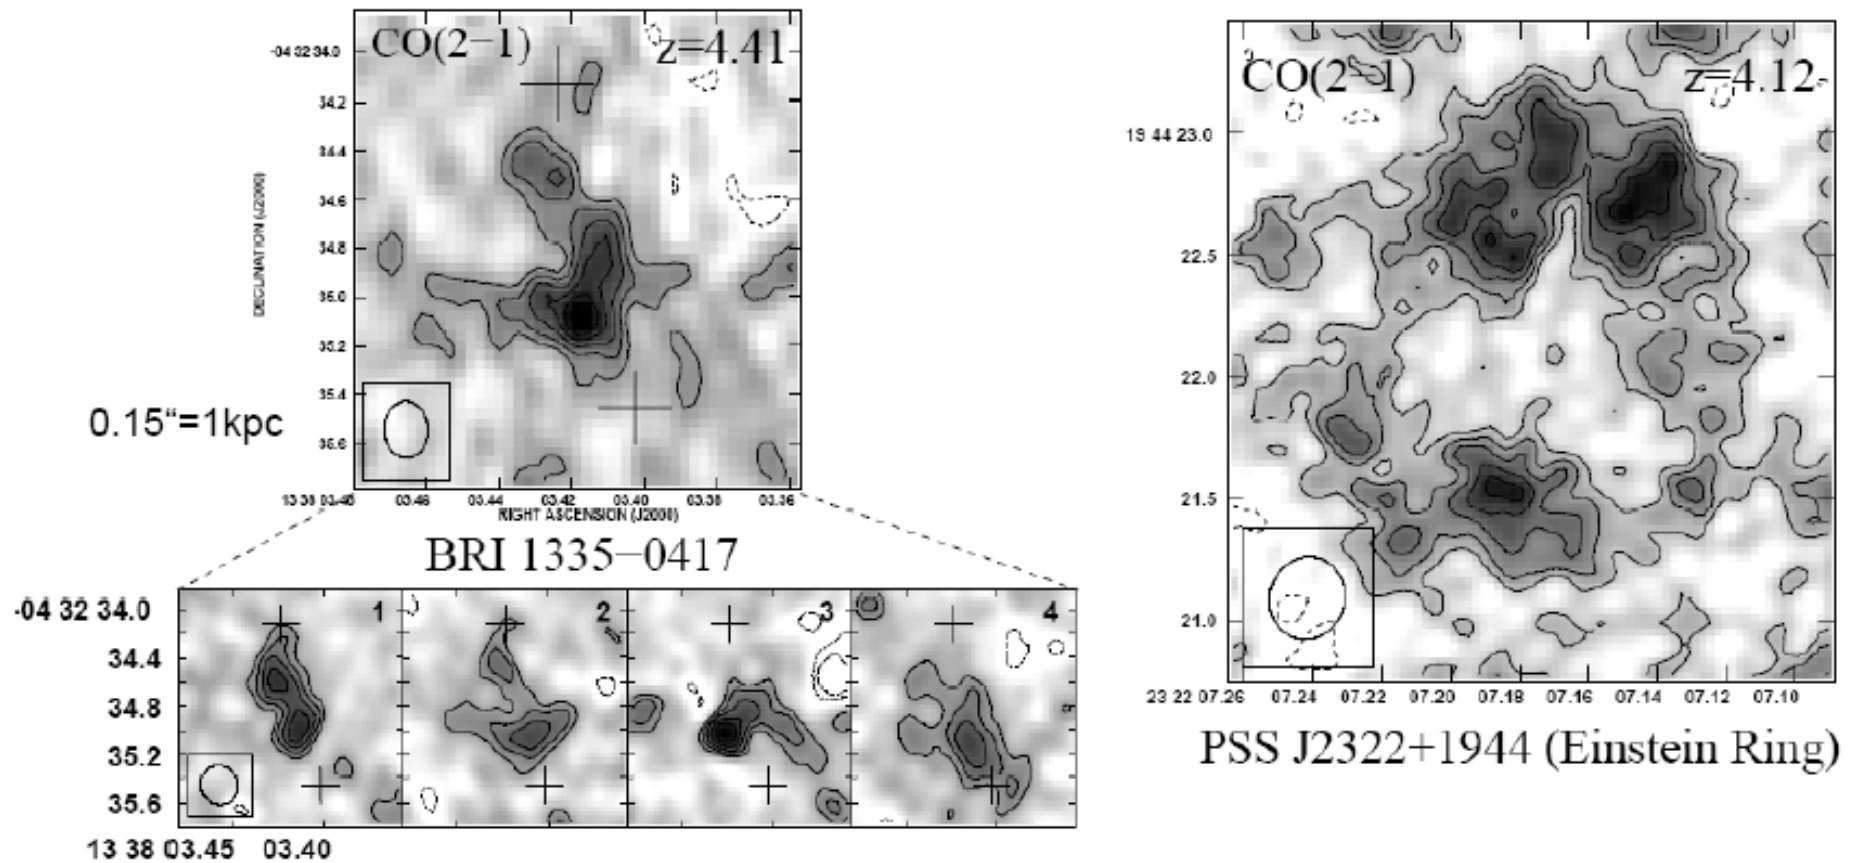 CO(2−1) z=4.41
-04 32 34.0
34.2
34.4
34.6
34.8
35.0
35.2
35.4
35.6
DECLINATION (J2000)
0.15“=1kpc
13 38 03.48 03.46 03.44 03.42 03.40 03.38 03.36
RIGHT ASCENSION (J2000)
BRI 1335−0417
-04 32 34.0
34.4
34.8
35.2
35.6
1
2
3
4
13 38 03.45 03.40
CO(2−1) z=4.12
19 44 23.0
22.5
22.0
21.5
21.0
23 22 07.26 07.24 07.22 07.20 07.18 07.16 07.14 07.12 07.10
PSS J2322+1944 (Einstein Ring)